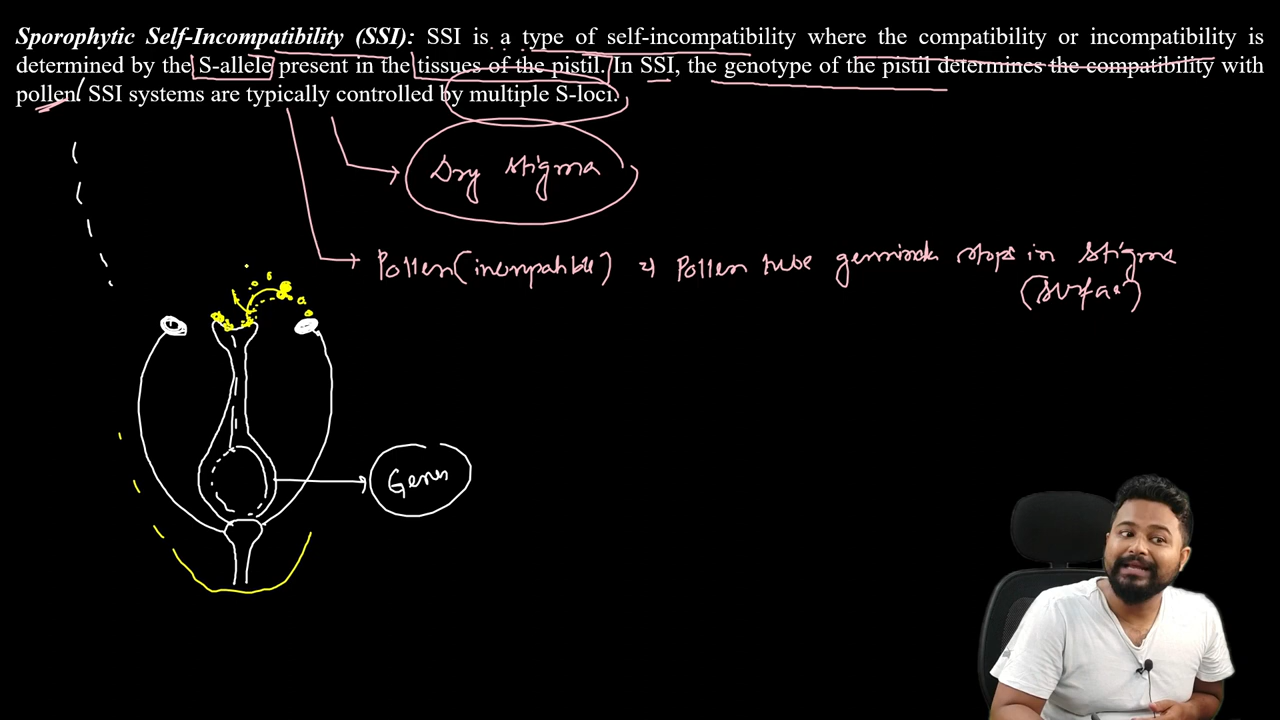 Sporophytic Self-Incompatibility (SSI): SSI is a type of self-incompatibility where the compatibility or incompatibility is
determined by the S-allele present in the tissues of the pistil. In SSI, the genotype of the pistil determines the compatibility with
pollen. SSI systems are typically controlled by multiple S-loci.
Dry stigma
Pollen (incompatible) Pollen tube stops in stigma
Genes